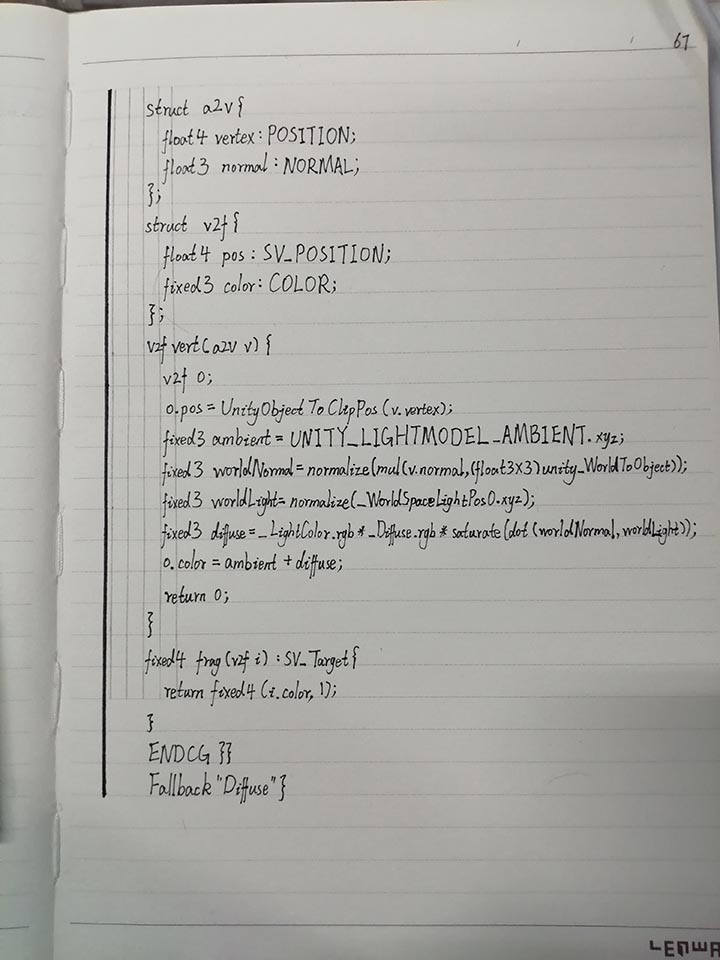 67
struct a2v{
float4 vertex: POSITION;
float3 normal: NORMAL;
};
struct v2f{
float4 pos: SV_POSITION;
fixed3 color: COLOR;
};
v2f vert(a2v v) {
v2f o;
o.pos = UnityObjectToClipPos(v.vertex);
fixed3 ambient = UNITY_LIGHTMODEL_AMBIENT.xyz;
fixed3 worldNormal=normalize(mul(v.normal,(float3x3)unity_WorldToObject));
fixed3 worldLight=normalize(_WorldSpaceLightPos0.xyz);
fixed3 diffuse=_LightColor.rgb*_Diffuse.rgb*saturate(dot(worldNormal,worldLight));
o.color = ambient + diffuse;
return o;
}
fixed4 frag(v2f i) : SV_Target{
return fixed4(i.color,1);
}
ENDCG }}
Fallback "Diffuse"}